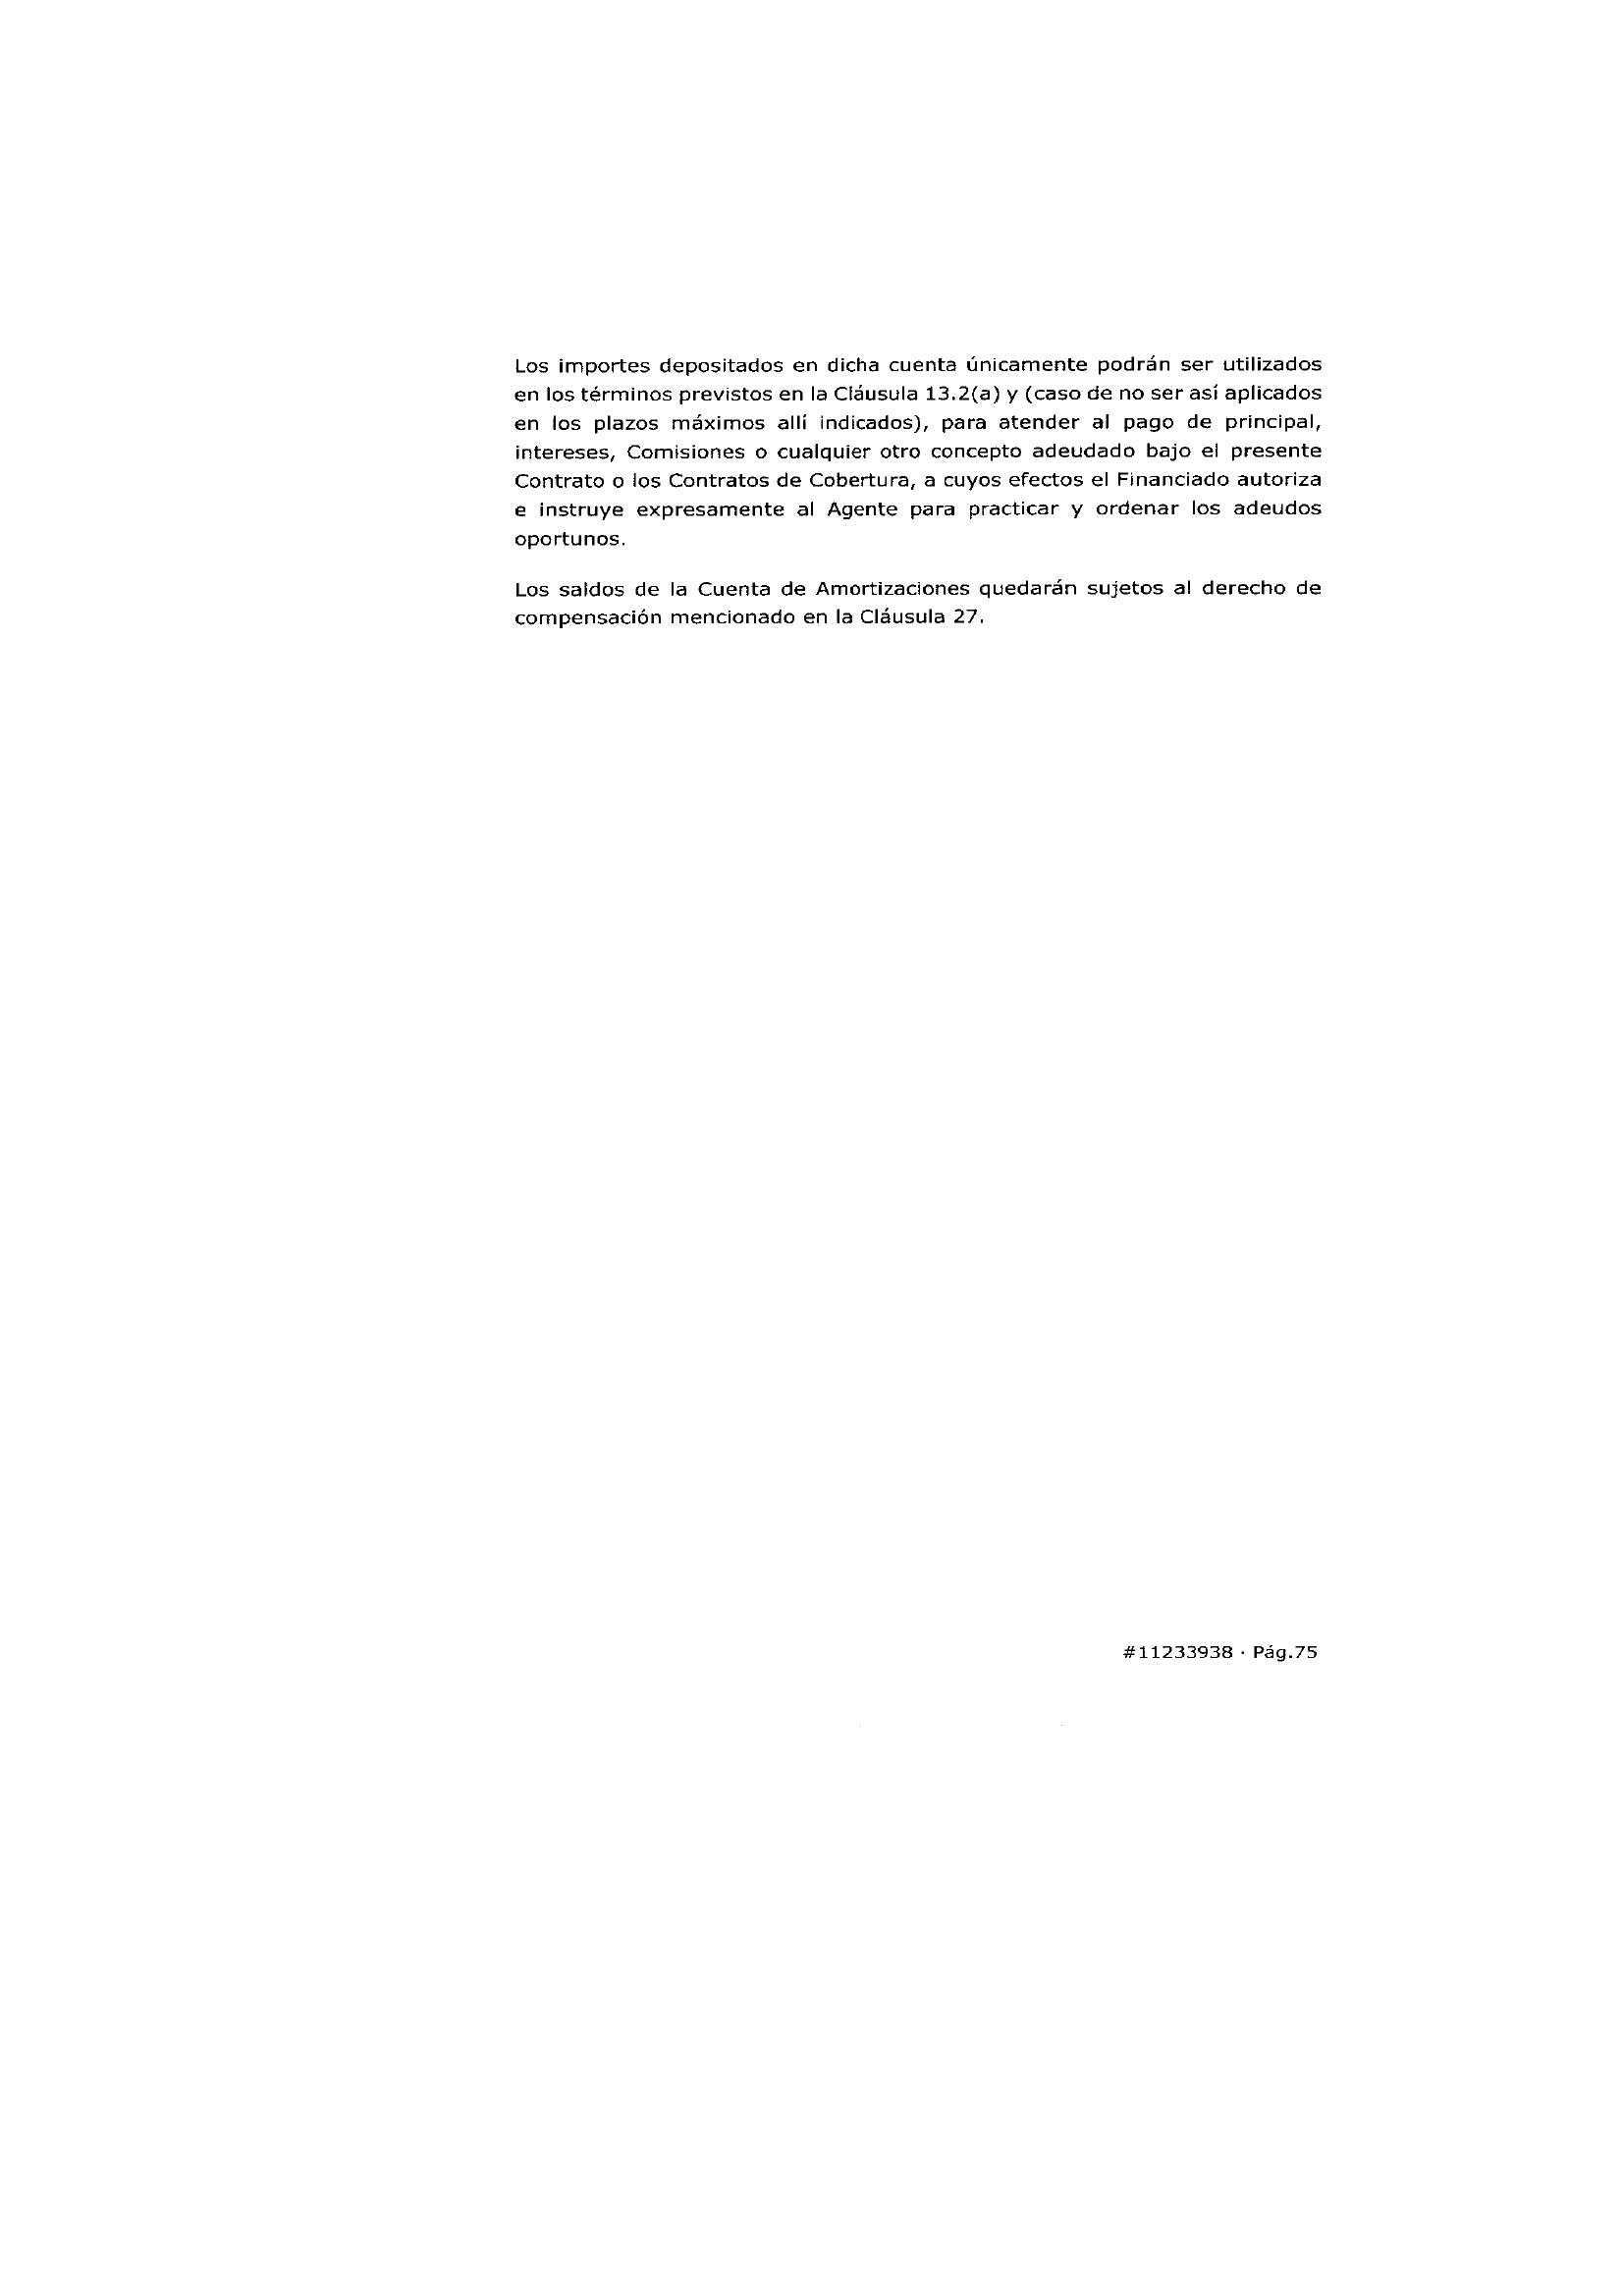 Los importes depositados en dicha cuenta únicamente podrán ser utilizados
en los términos previstos en la Cláusula 13.2(a) y (caso de no ser así aplicados
en los plazos máximos allí indicados), para atender al pago de principal,
intereses, Comisiones o cualquier otro concepto adeudado bajo el presente
Contrato o los Contratos de Cobertura, a cuyos efectos el Financiado autoriza
e instruye expresamente al Agente para practicar y ordenar los adeudos
oportunos.
Los saldos de la Cuenta de Amortizaciones quedarán sujetos al derecho de
compensación mencionado en la Cláusula 27.
#11233938 · Pág.75